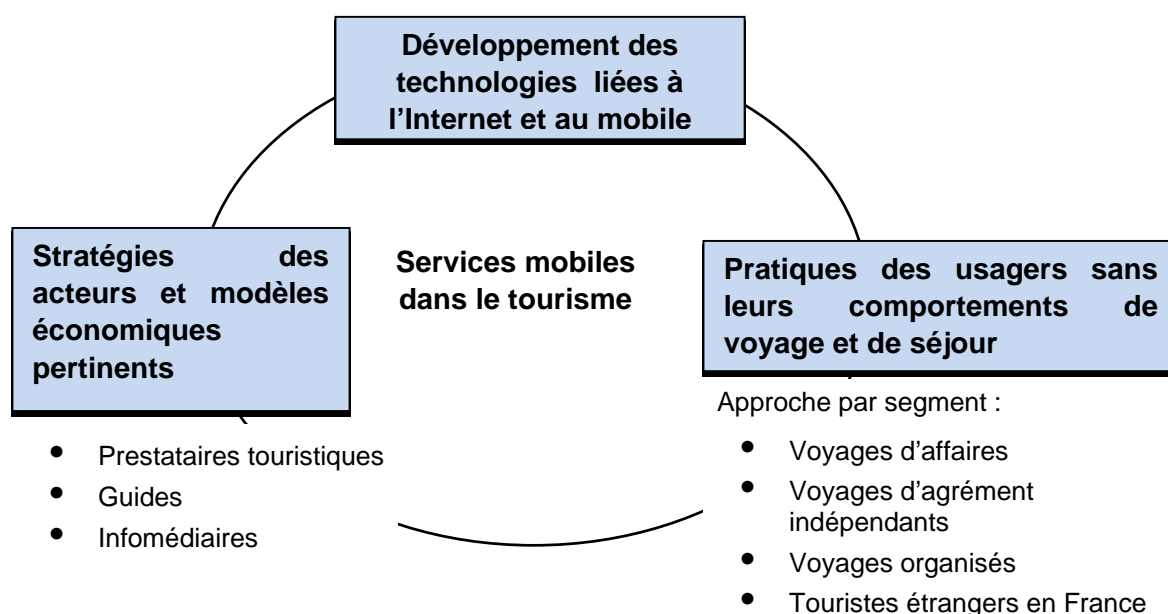 Développement des
technologies liées à
l'Internet et au mobile
Stratégies des
acteurs et modèles
économiques
pertinents
Services mobiles
dans le tourisme
Pratiques des usagers sans
leurs comportements de
voyage et de séjour
• Prestataires touristiques
• Guides
• Infomédiaires
Approche par segment :
• Voyages d'affaires
• Voyages d'agrément
indépendants
• Voyages organisés
• Touristes étrangers en France